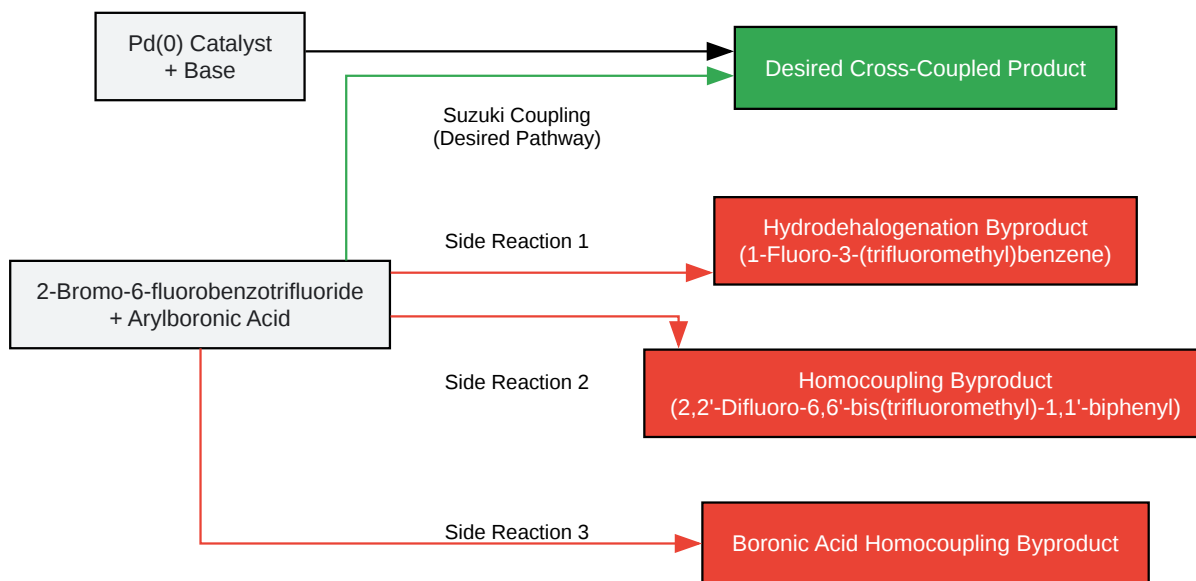 Pd(0) Catalyst
+ Base
Desired Cross-Coupled Product
Suzuki Coupling
(Desired Pathway)
Hydrodehalogenation Byproduct
(1-Fluoro-3-(trifluoromethyl)benzene)
Side Reaction 1
2-Bromo-6-fluorobenzotrifluoride
+ Arylboronic Acid
Side Reaction 2
Homocoupling Byproduct
(2,2'-Difluoro-6,6'-bis(trifluoromethyl)-1,1'-biphenyl)
Side Reaction 3
Boronic Acid Homocoupling Byproduct